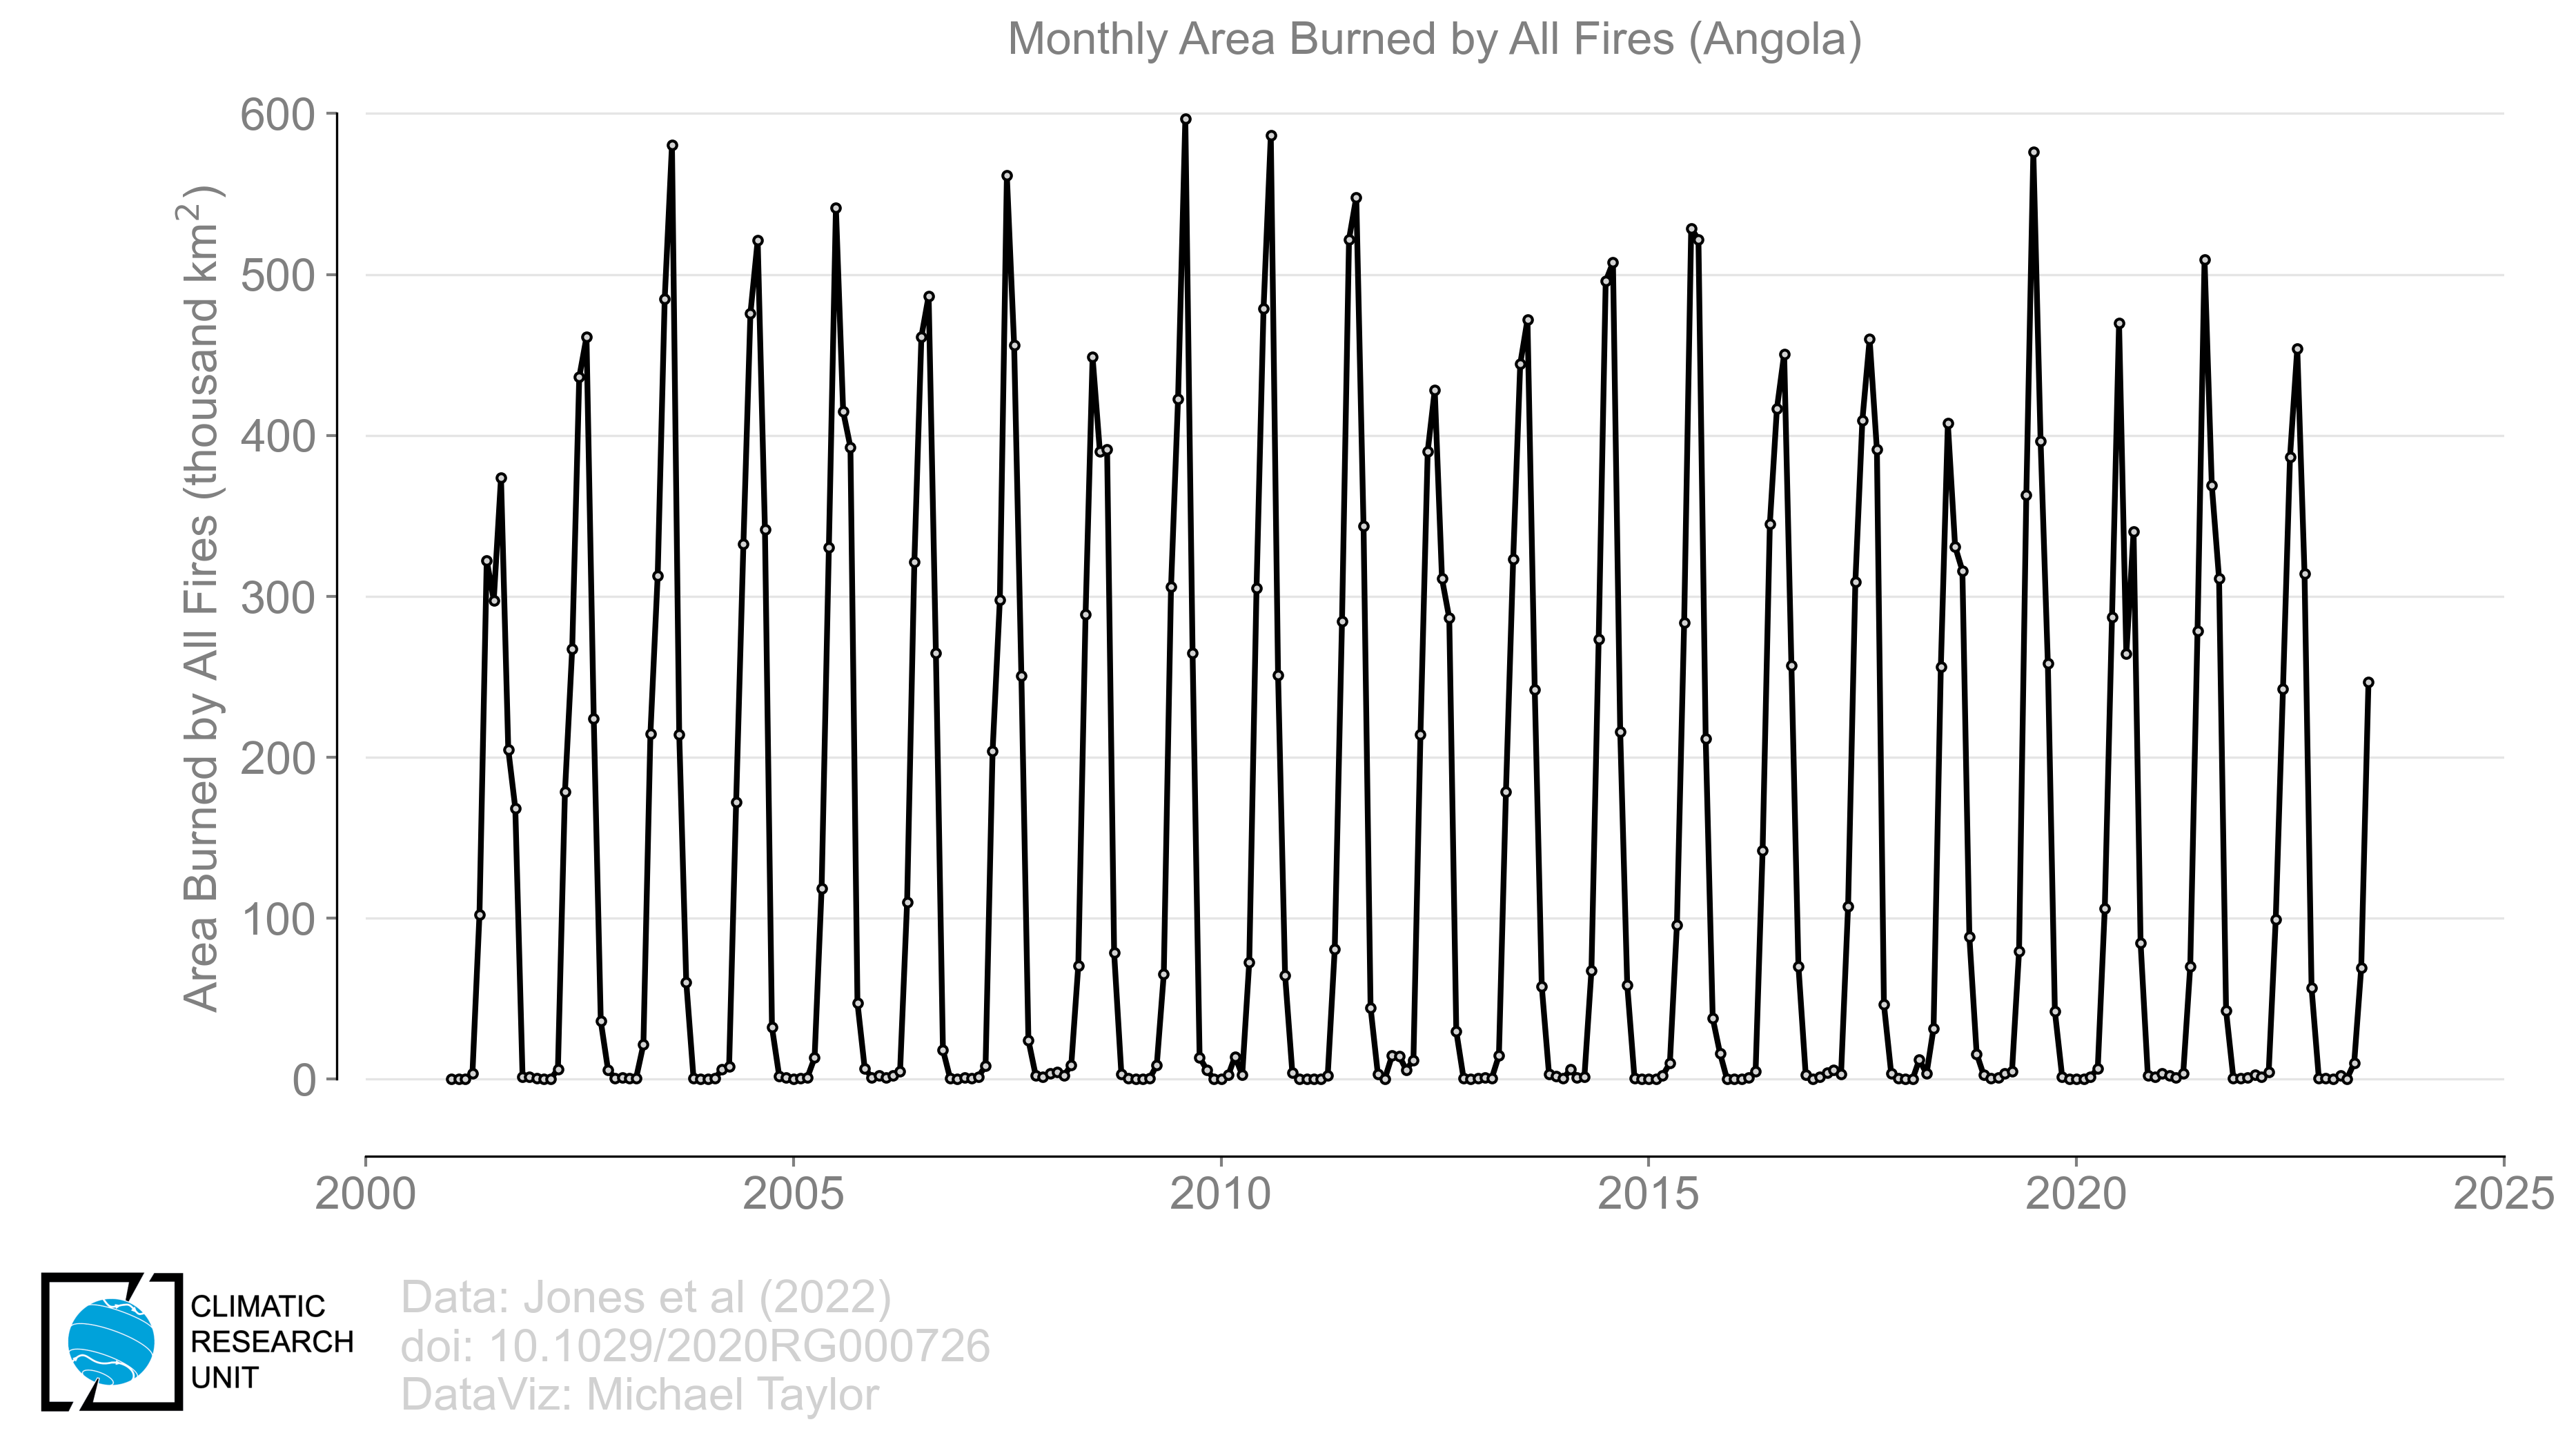 Monthly Area Burned by All Fires (Angola)
Area Burned by All Fires (thousand km²)
600
500
400
300
200
100
0
2000
2005
2010
2015
2020
2025
CLIMATIC
RESEARCH
UNIT
Data: Jones et al (2022)
doi: 10.1029/2020RG000726
DataViz: Michael Taylor